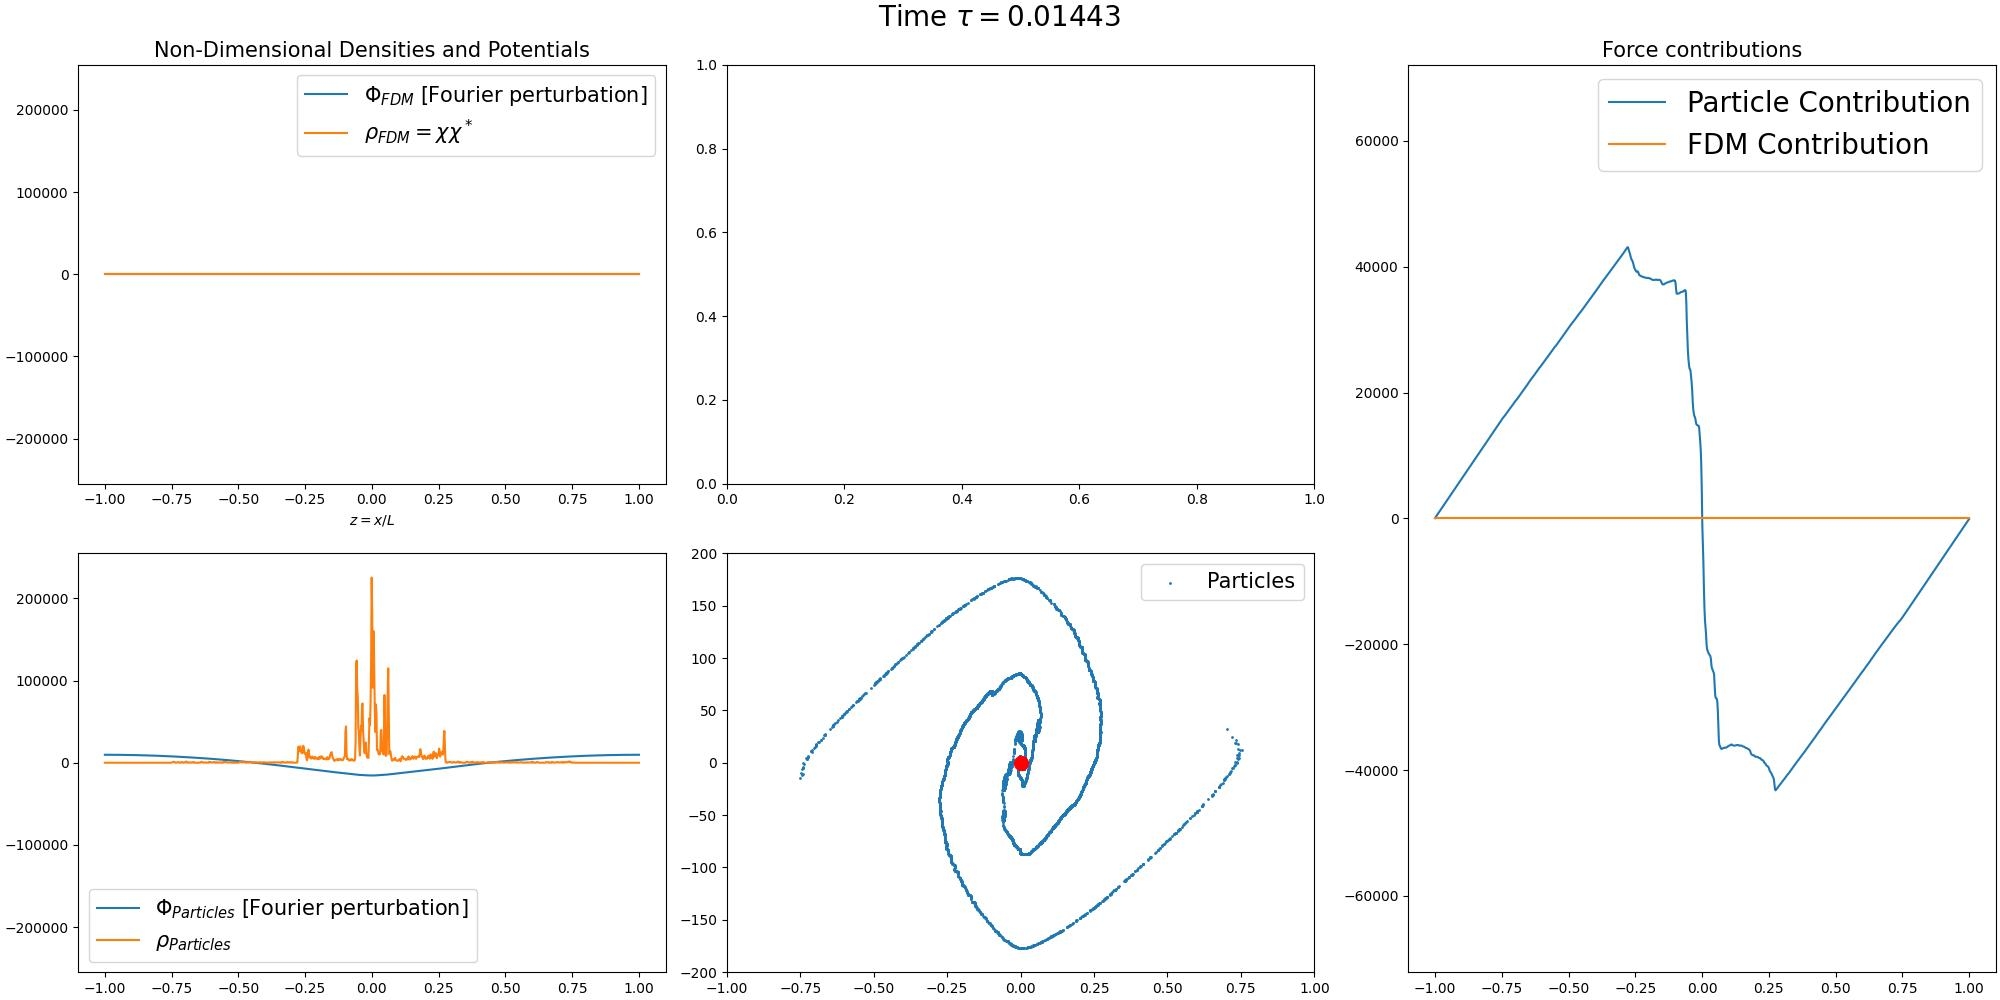 Time τ = 0.01443
Non-Dimensional Densities and Potentials
200000
100000
0
−100000
−200000
Φ_FDM [Fourier perturbation]
ρ_FDM = χχ*
−1.00 −0.75 −0.50 −0.25 0.00 0.25 0.50 0.75 1.00
z = x/L
1.0
0.8
0.6
0.4
0.2
0.0
0.0 0.2 0.4 0.6 0.8 1.0
Force contributions
Particle Contribution
FDM Contribution
60000
40000
20000
0
−20000
−40000
−60000
−1.00 −0.75 −0.50 −0.25 0.00 0.25 0.50 0.75 1.00
200000
100000
0
−100000
−200000
Φ_Particles [Fourier perturbation]
ρ_Particles
−1.00 −0.75 −0.50 −0.25 0.00 0.25 0.50 0.75 1.00
200
150
100
50
0
−50
−100
−150
−200
Particles
−1.00 −0.75 −0.50 −0.25 0.00 0.25 0.50 0.75 1.00